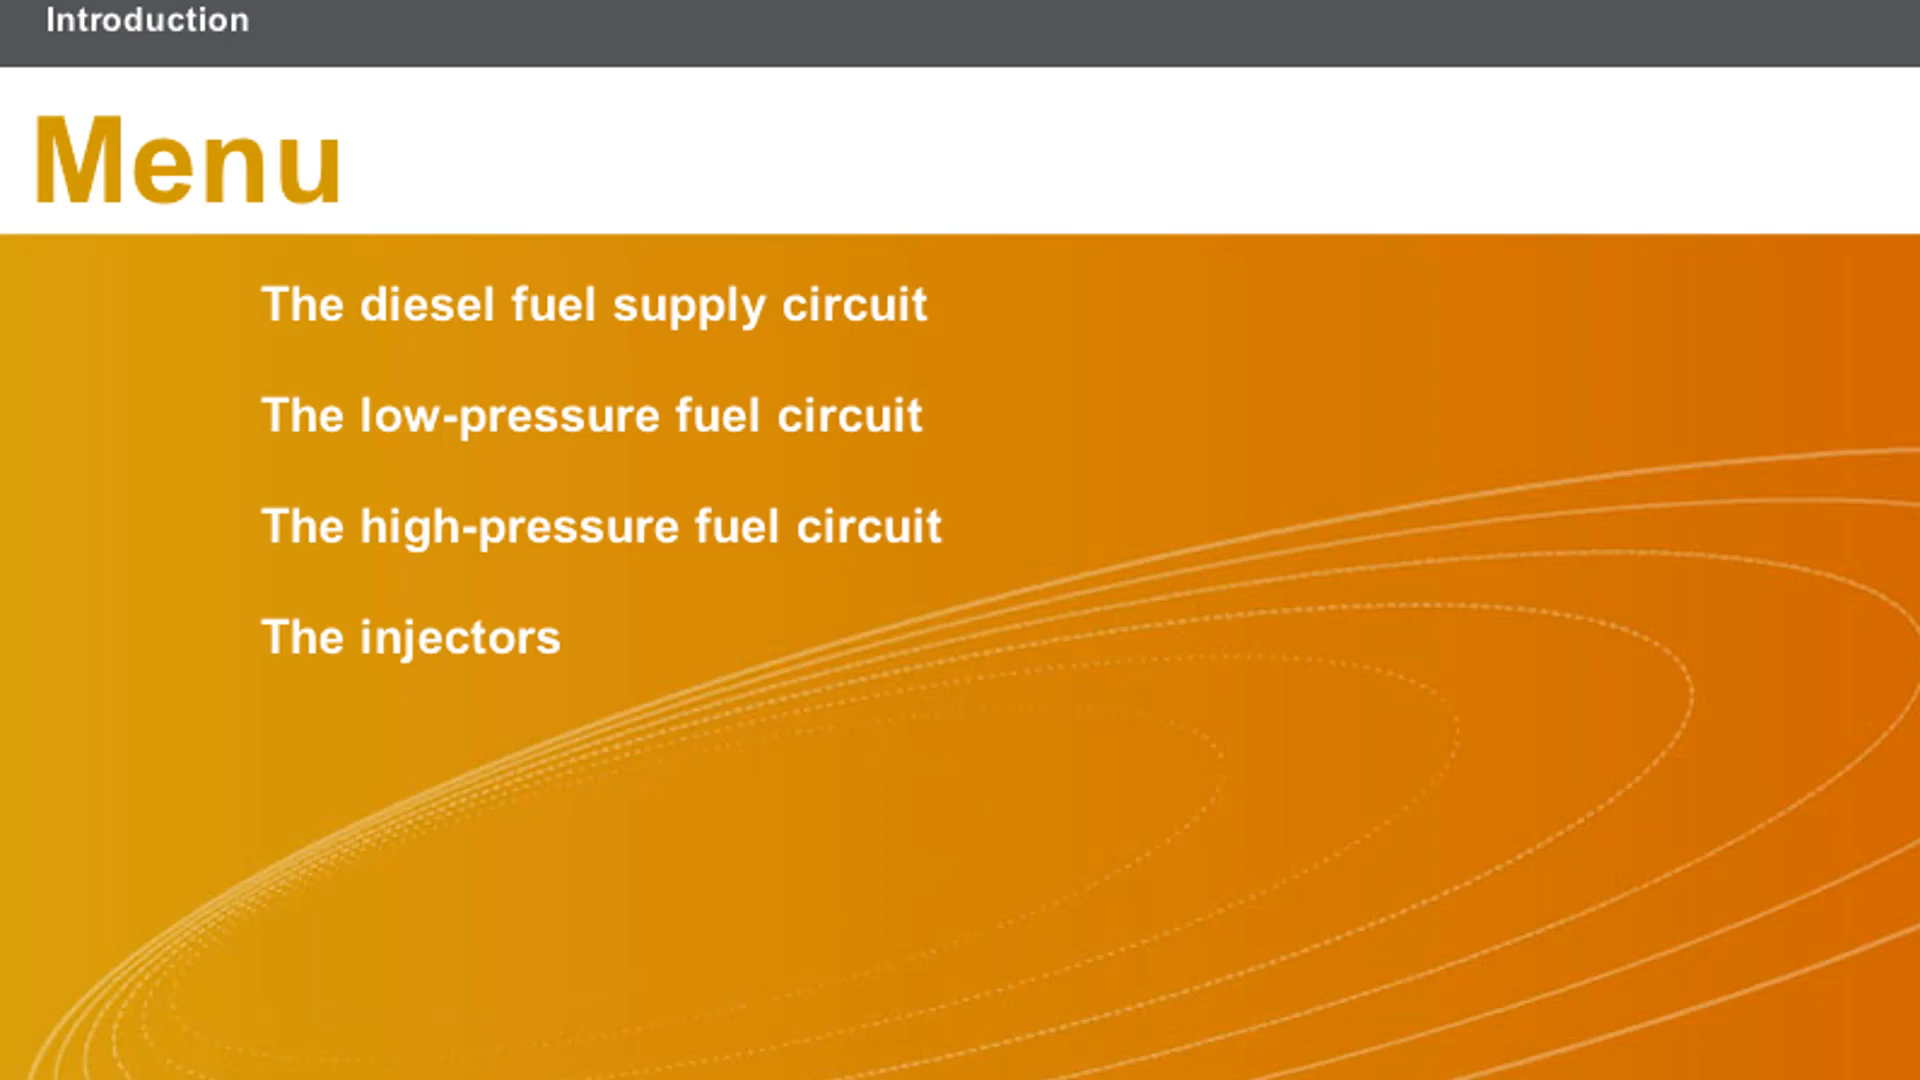 Introduction
Menu
The diesel fuel supply circuit
The low-pressure fuel circuit
The high-pressure fuel circuit
The injectors